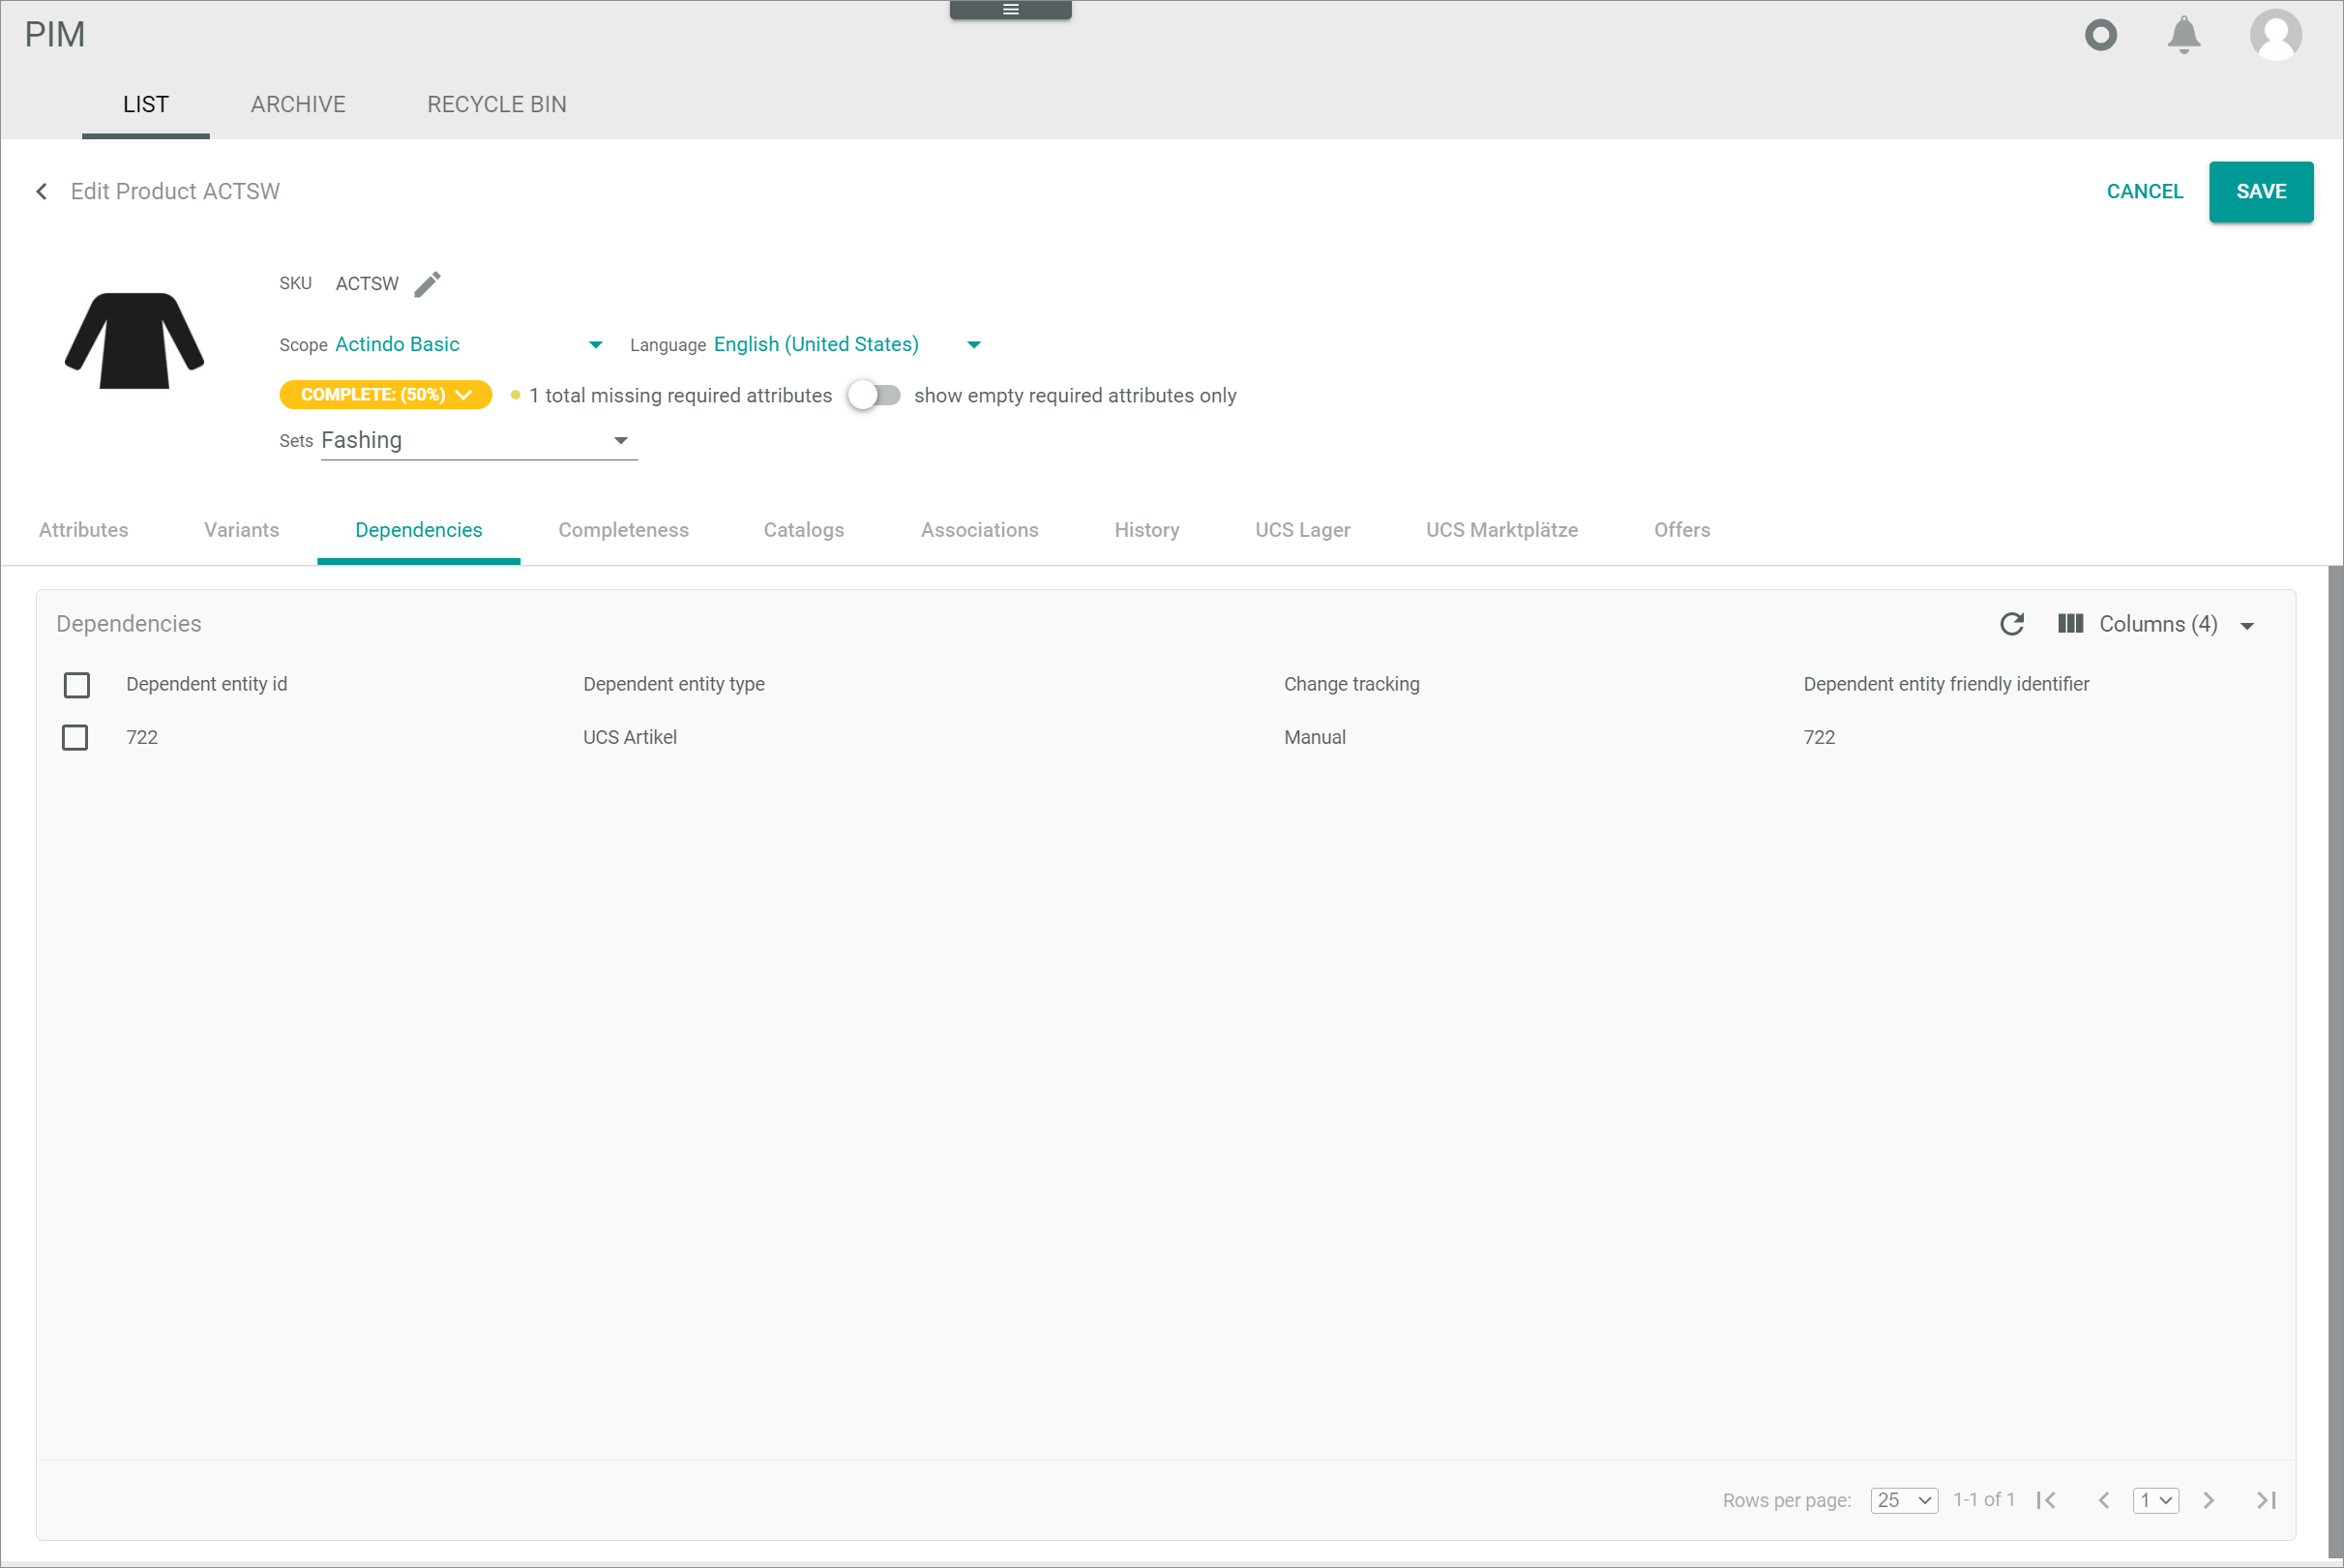 PIM
LIST ARCHIVE RECYCLE BIN
Edit Product ACTSW CANCEL SAVE
SKU ACTSW
Scope Actindo Basic Language English (United States)
COMPLETE: (50%) 1 total missing required attributes show empty required attributes only
Sets Fashing
Attributes Variants Dependencies Completeness Catalogs Associations History UCS Lager UCS Marktplätze Offers
Dependencies Columns (4)
Dependent entity id Dependent entity type Change tracking Dependent entity friendly identifier
722 UCS Artikel Manual 722
Rows per page: 25 1-1 of 1 1